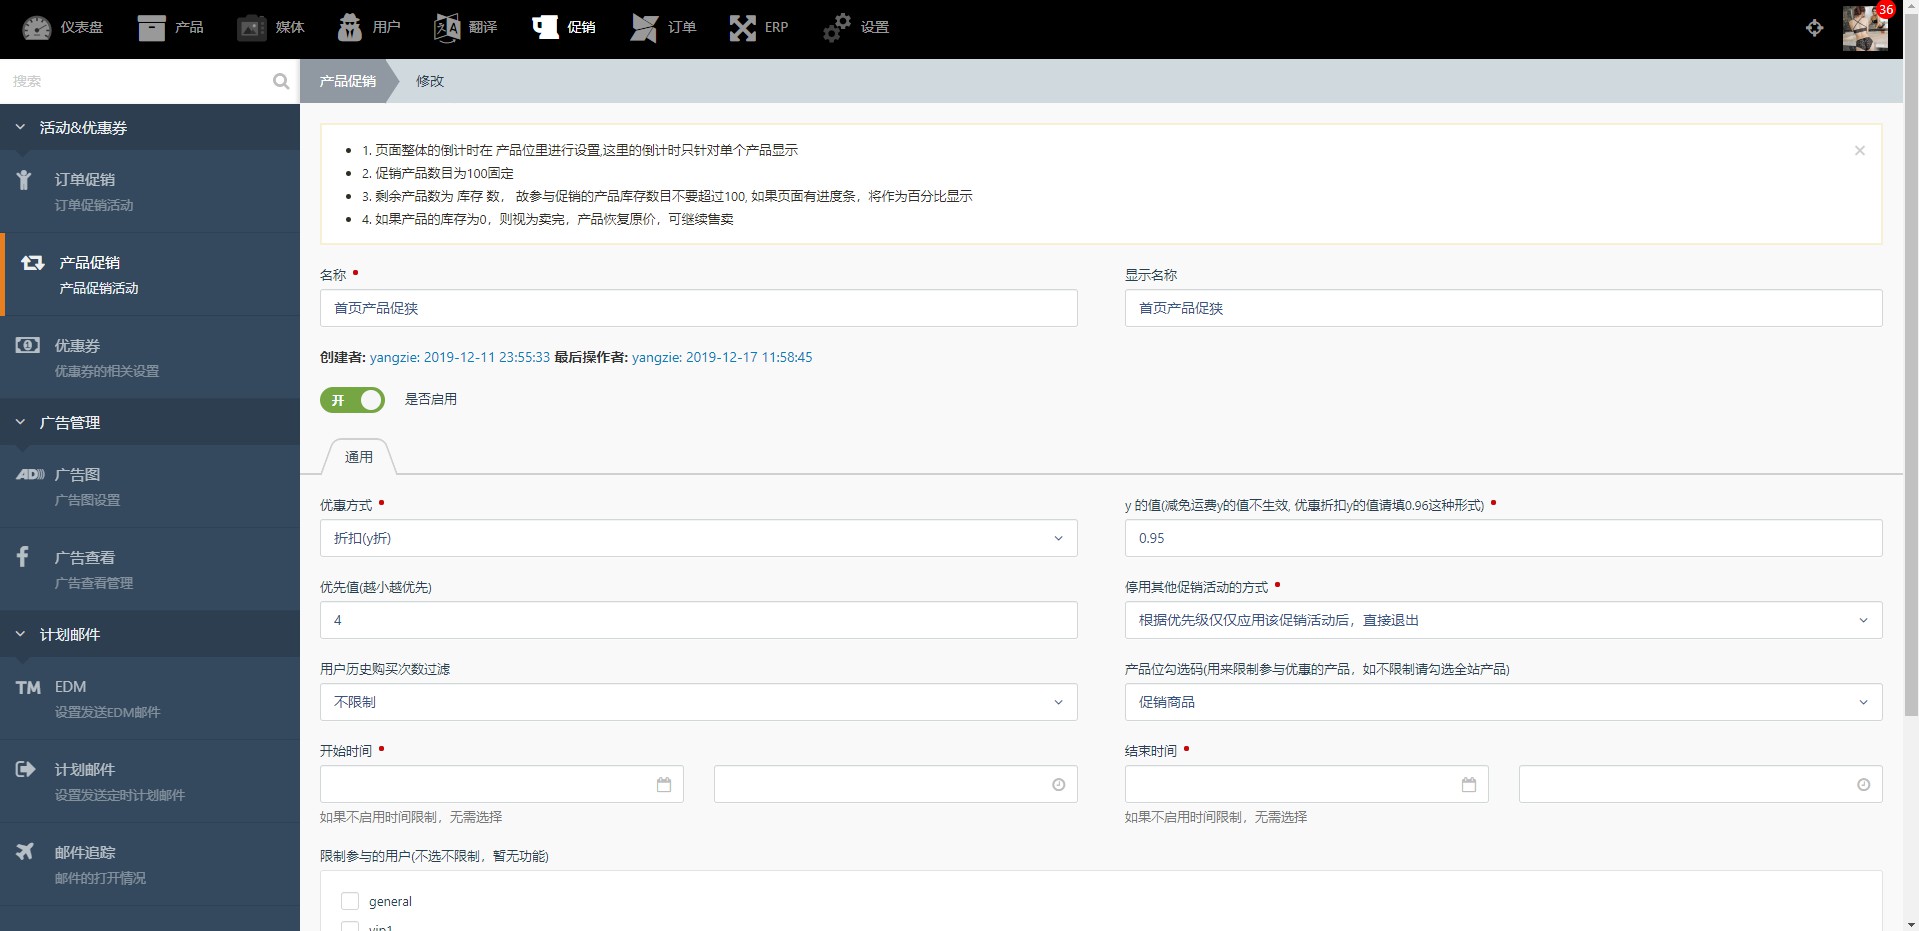 仪表盘 产品 媒体 用户 翻译 促销 订单 ERP 设置 36
搜索
产品促销 修改
活动&优惠券
订单促销
订单促销活动
产品促销
产品促销活动
优惠券
优惠券的相关设置
广告管理
广告图
广告图设置
广告查看
广告查看管理
计划邮件
TM EDM
设置发送EDM邮件
计划邮件
设置发送定时计划邮件
邮件追踪
邮件的打开情况
1. 页面整体的倒计时在 产品位里进行设置,这里的倒计时只针对单个产品显示
2. 促销产品数目为100固定
3. 剩余产品数为 库存 数， 故参与促销的产品库存数目不要超过100, 如果页面有进度条，将作为百分比显示
4. 如果产品的库存为0，则视为卖完，产品恢复原价，可继续售卖
×
名称 显示名称
首页产品促狭 首页产品促狭
创建者: yangzie: 2019-12-11 23:55:33 最后操作者: yangzie: 2019-12-17 11:58:45
开 是否启用
通用
优惠方式 y 的值(减免运费y的值不生效, 优惠折扣y的值请填0.96这种形式)
折扣(y折) 0.95
优先值(越小越优先) 停用其他促销活动的方式
4 根据优先级仅仅应用该促销活动后，直接退出
用户历史购买次数过滤 产品位勾选码(用来限制参与优惠的产品，如不限制请勾选全站产品)
不限制 促销商品
开始时间 结束时间
如果不启用时间限制，无需选择 如果不启用时间限制，无需选择
限制参与的用户(不选不限制，暂无功能)
general
vip1